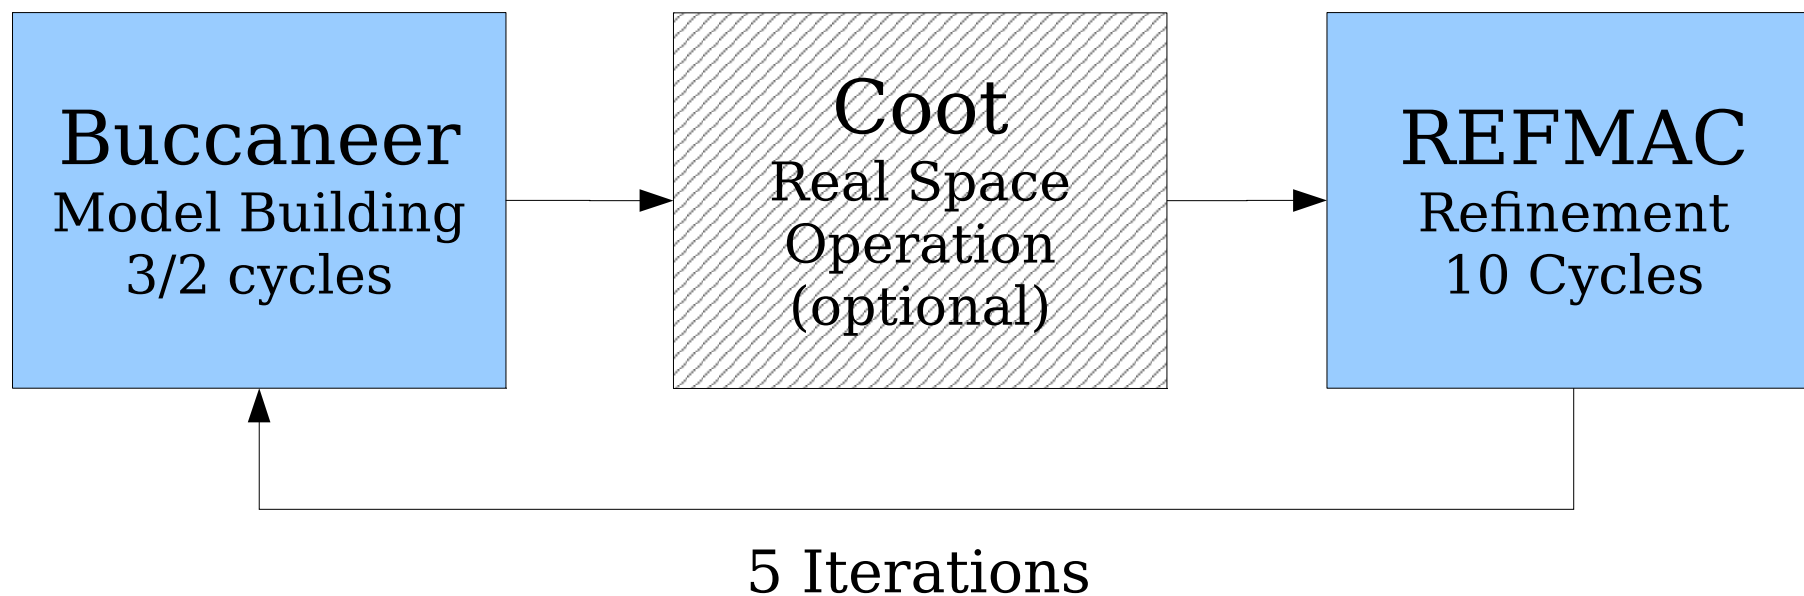 Buccaneer
Model Building
3/2 cycles
Coot
Real Space
Operation
(optional)
REFMAC
Refinement
10 Cycles
5 Iterations